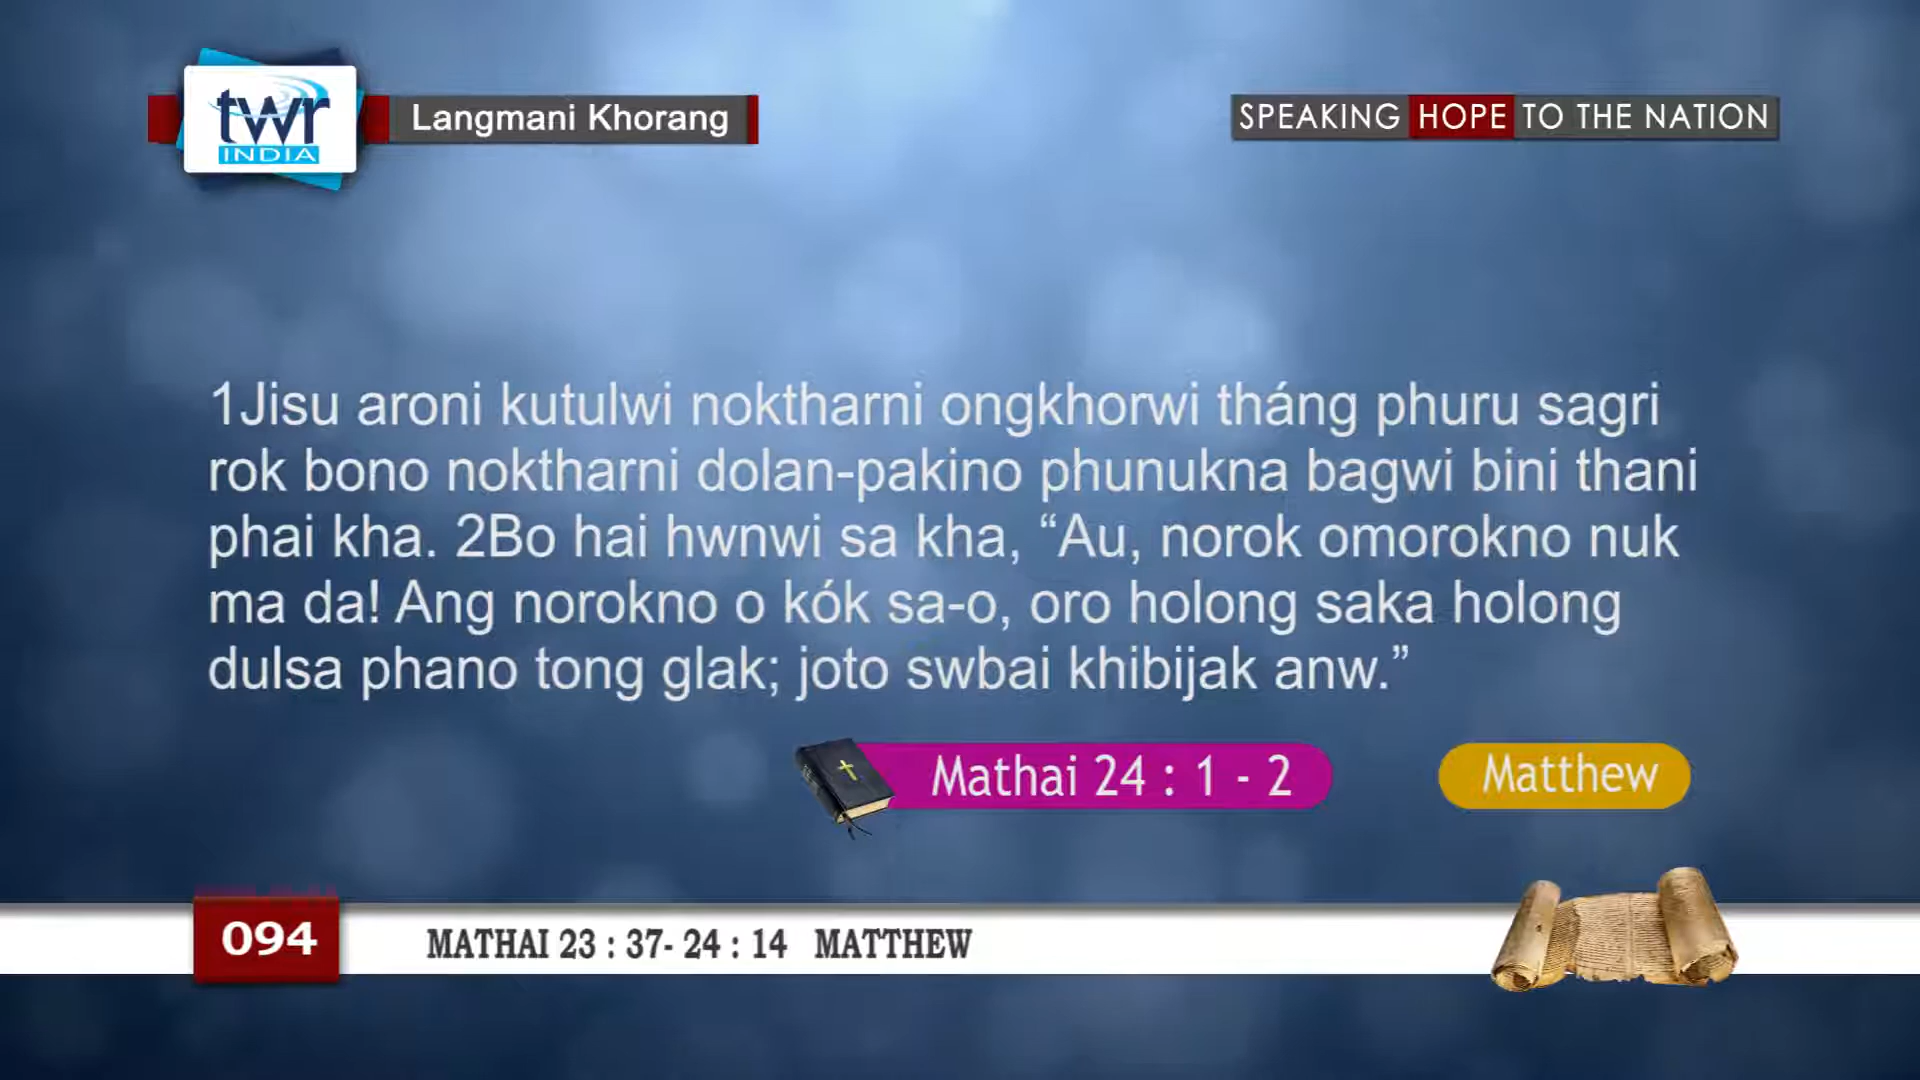 twr
INDIA
Langmani Khorang
SPEAKING HOPE TO THE NATION
1Jisu aroni kutulwi noktharni ongkhorwi tháng phuru sagri
rok bono noktharni dolan-pakino phunukna bagwi bini thani
phai kha. 2Bo hai hwnwi sa kha, “Au, norok omorokno nuk
ma da! Ang norokno o kók sa-o, oro holong saka holong
dulsa phano tong glak; joto swbai khibijak anw.”
Mathai 24 : 1 - 2
Matthew
094
MATHAI 23 : 37- 24 : 14 MATTHEW